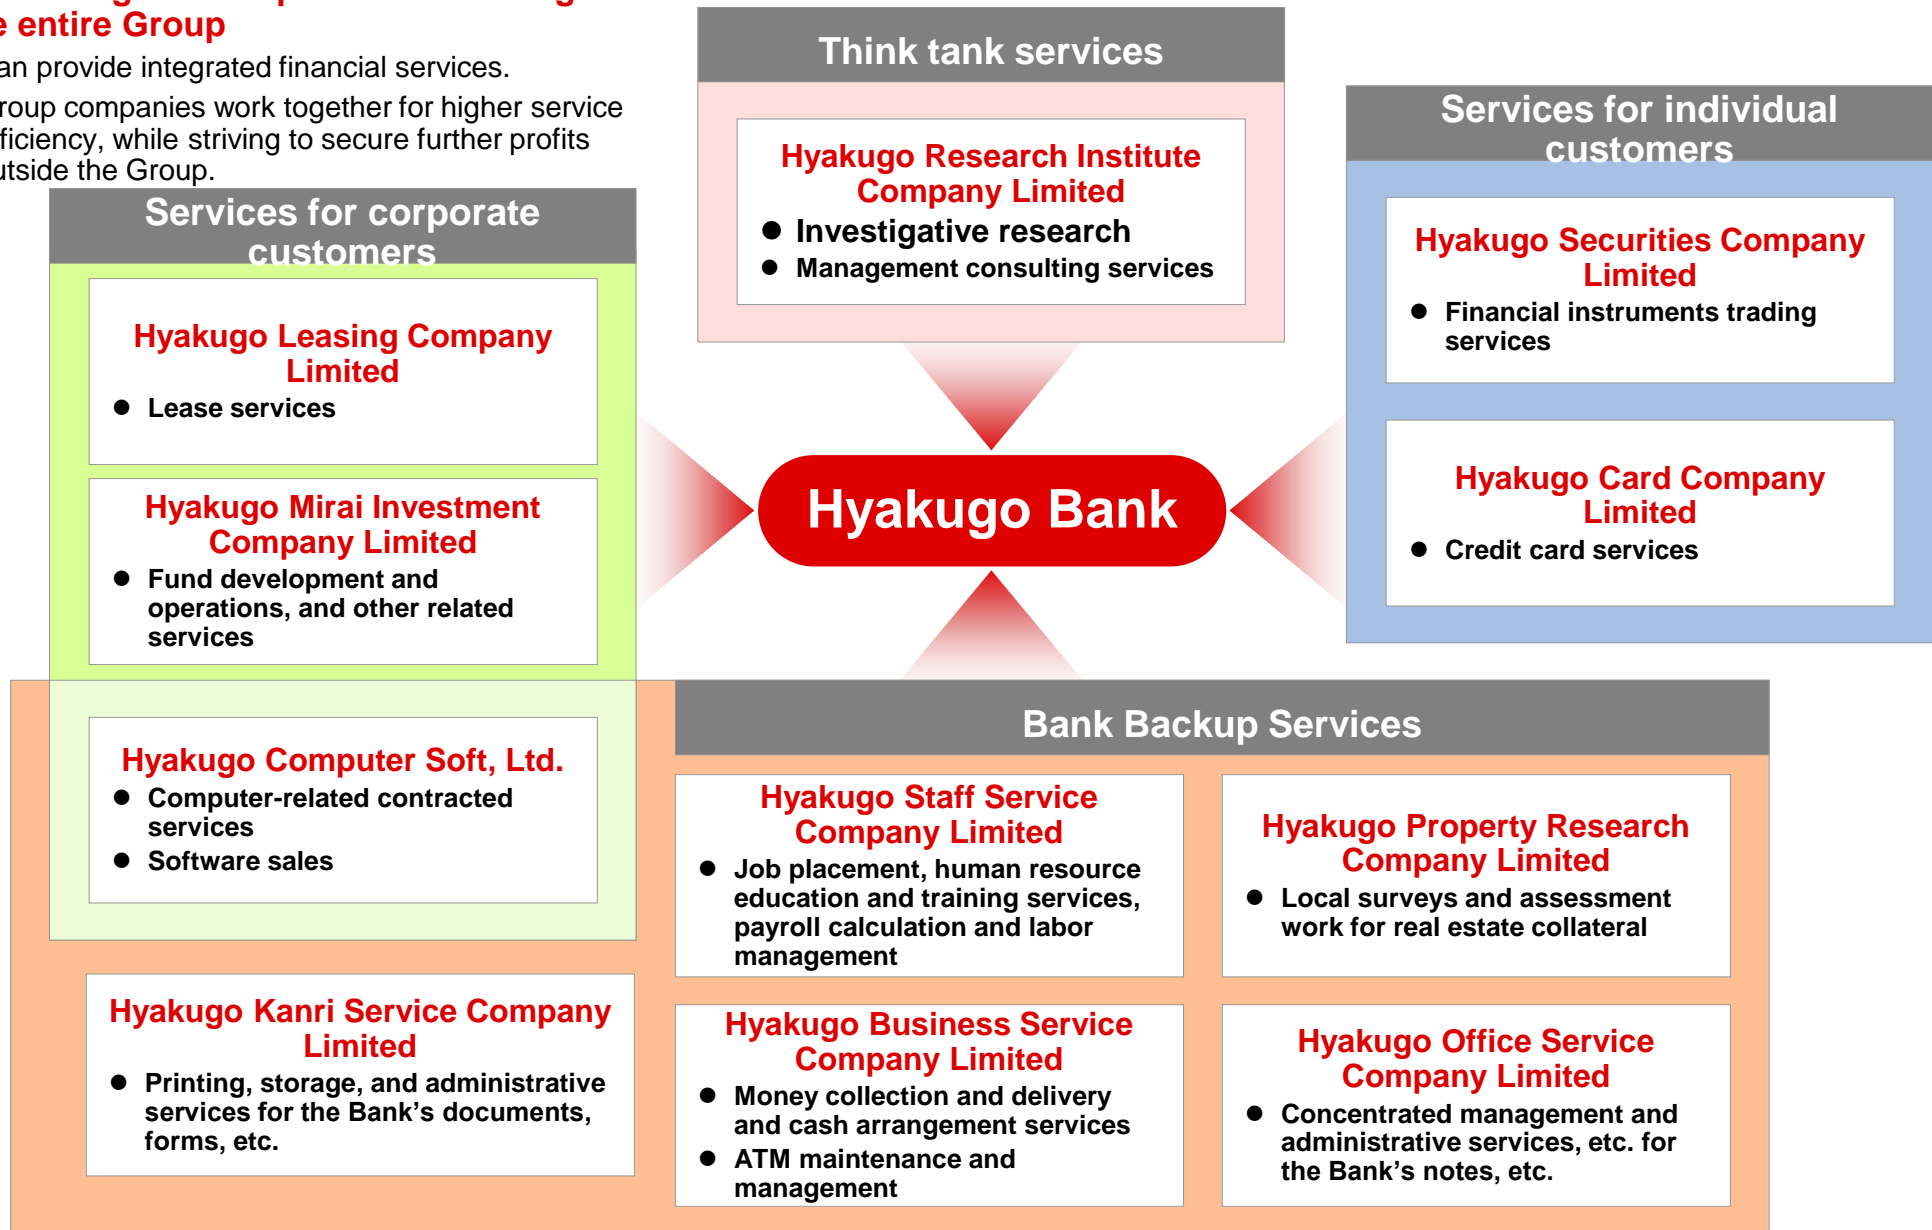 e entire Group
an provide integrated financial services.
roup companies work together for higher service
ficiency, while striving to secure further profits
utside the Group.
Think tank services
Hyakugo Research Institute
Company Limited
● Investigative research
● Management consulting services
Services for individual
customers
Hyakugo Securities Company
Limited
● Financial instruments trading
services
Hyakugo Card Company
Limited
● Credit card services
Services for corporate
customers
Hyakugo Leasing Company
Limited
● Lease services
Hyakugo Mirai Investment
Company Limited
● Fund development and
operations, and other related
services
Hyakugo Bank
Hyakugo Computer Soft, Ltd.
● Computer-related contracted
services
● Software sales
Hyakugo Kanri Service Company
Limited
● Printing, storage, and administrative
services for the Bank’s documents,
forms, etc.
Bank Backup Services
Hyakugo Staff Service
Company Limited
● Job placement, human resource
education and training services,
payroll calculation and labor
management
Hyakugo Property Research
Company Limited
● Local surveys and assessment
work for real estate collateral
Hyakugo Business Service
Company Limited
● Money collection and delivery
and cash arrangement services
● ATM maintenance and
management
Hyakugo Office Service
Company Limited
● Concentrated management and
administrative services, etc. for
the Bank’s notes, etc.